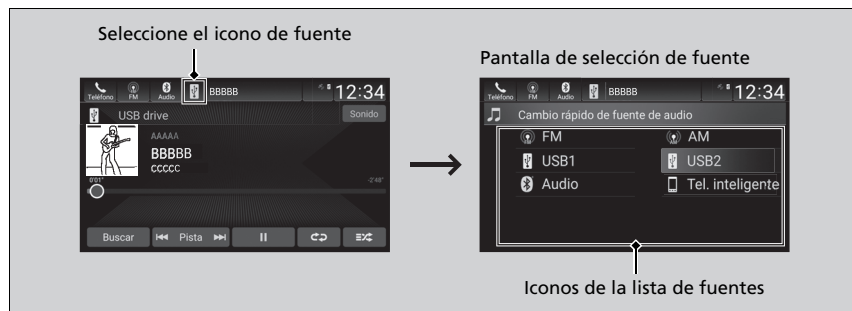 Seleccione el icono de fuente
Teléfono FM Audio BBBBB 12:34
USB drive Sonido
AAAAA
BBBBB
CCCCC
0'01" -2'48"
Buscar Pista
Pantalla de selección de fuente
Teléfono FM Audio BBBBB 12:34
Cambio rápido de fuente de audio
FM AM
USB1 USB2
Audio Tel. inteligente
Iconos de la lista de fuentes